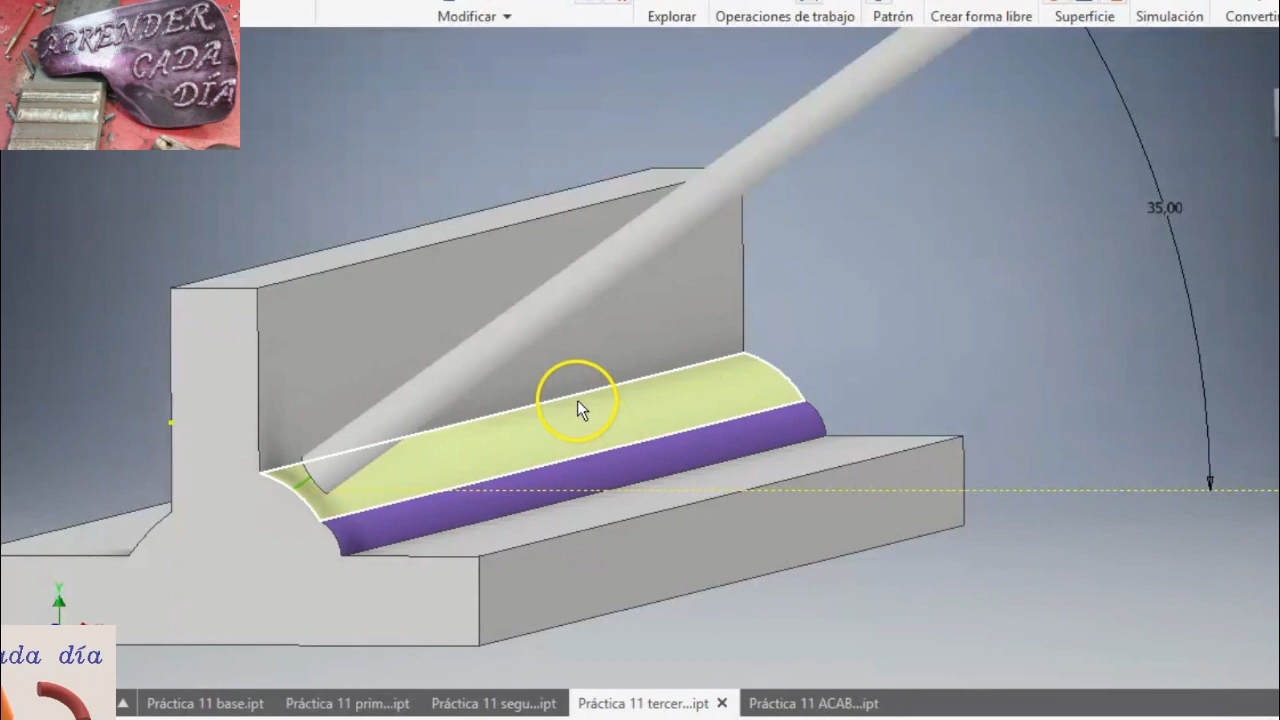 Modificar
Explorar
Operaciones de trabajo
Patrón
Crear forma libre
Superficie
Simulación
Converti
APRENDER
CADA
DÍA
35,00
Y
ada día
Práctica 11 base.ipt
Práctica 11 prim...ipt
Práctica 11 segu...ipt
Práctica 11 tercer...ipt
Práctica 11 ACAB...ipt